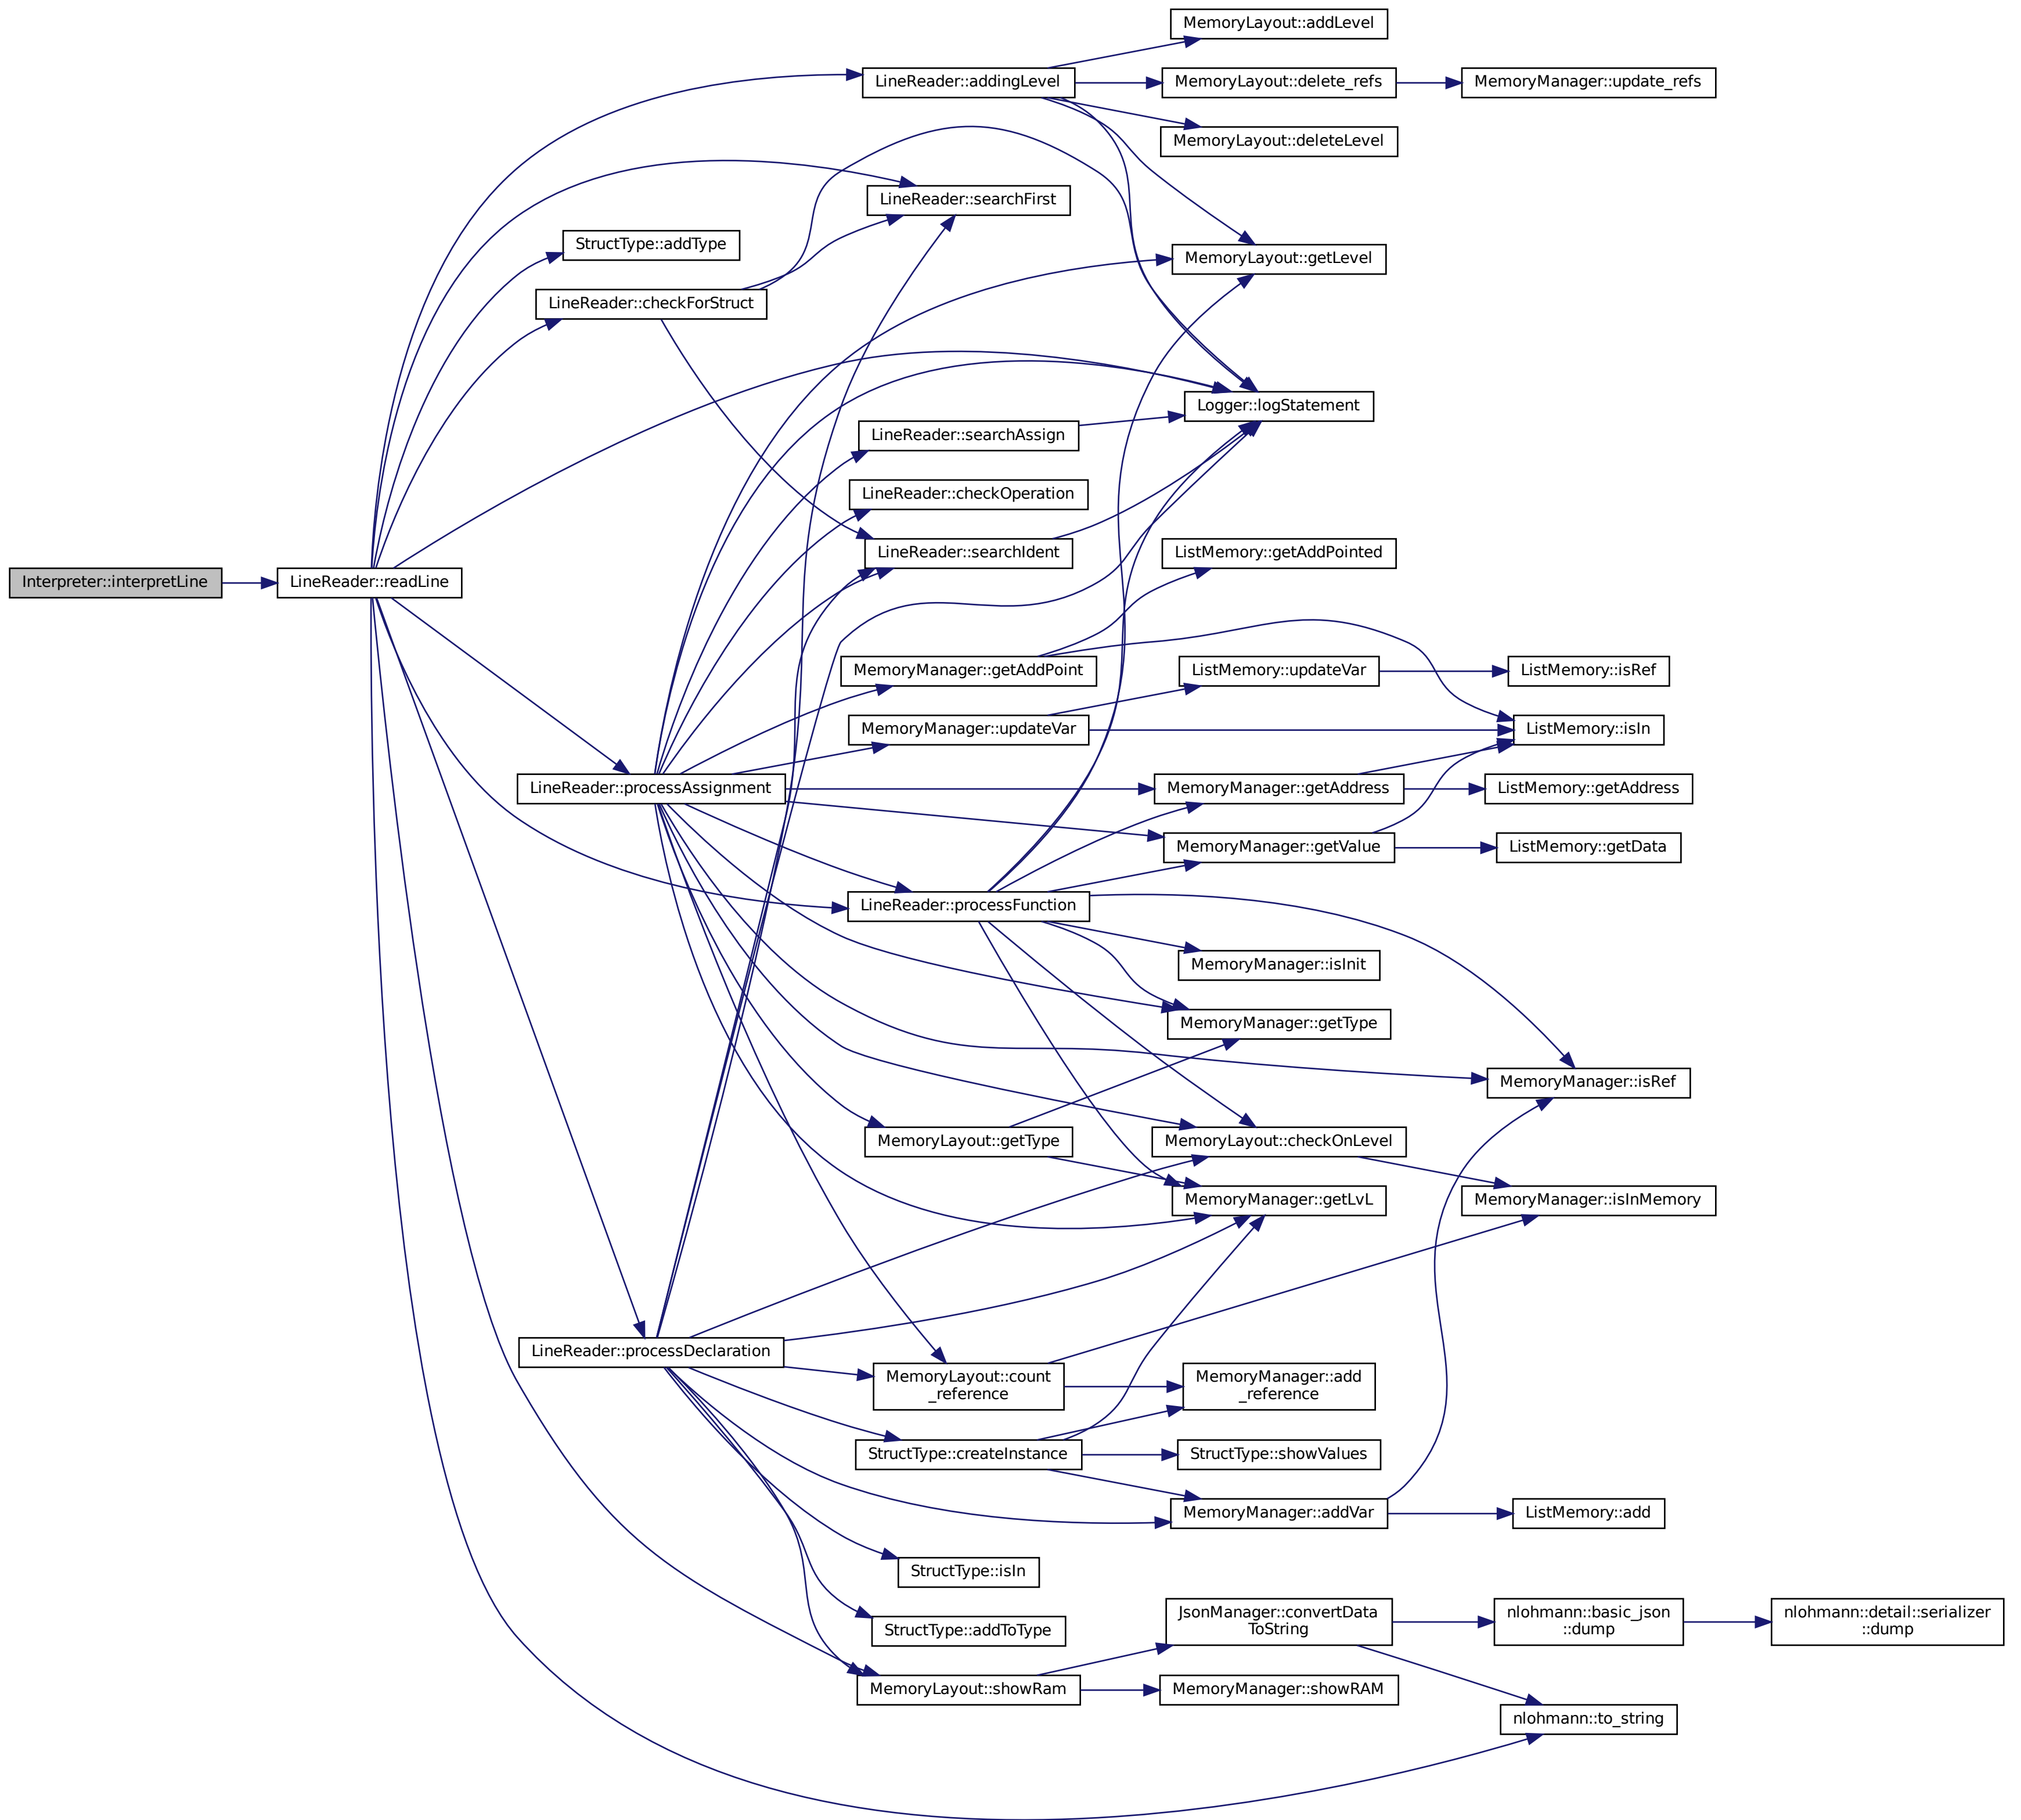 MemoryLayout::addLevel
LineReader::addingLevel
MemoryLayout::delete_refs
MemoryManager::update_refs
MemoryLayout::deleteLevel
LineReader::searchFirst
StructType::addType
MemoryLayout::getLevel
LineReader::checkForStruct
Logger::logStatement
LineReader::searchAssign
LineReader::checkOperation
LineReader::searchIdent
ListMemory::getAddPointed
Interpreter::interpretLine
LineReader::readLine
MemoryManager::getAddPoint
ListMemory::updateVar
ListMemory::isRef
MemoryManager::updateVar
ListMemory::isIn
LineReader::processAssignment
MemoryManager::getAddress
ListMemory::getAddress
MemoryManager::getValue
ListMemory::getData
LineReader::processFunction
MemoryManager::isInit
MemoryManager::getType
MemoryManager::isRef
MemoryLayout::getType
MemoryLayout::checkOnLevel
MemoryManager::getLvL
MemoryManager::isInMemory
LineReader::processDeclaration
MemoryLayout::count
_reference
MemoryManager::add
_reference
StructType::createInstance
StructType::showValues
MemoryManager::addVar
ListMemory::add
StructType::isIn
StructType::addToType
JsonManager::convertData
ToString
nlohmann::basic_json
::dump
nlohmann::detail::serializer
::dump
MemoryLayout::showRam
MemoryManager::showRAM
nlohmann::to_string